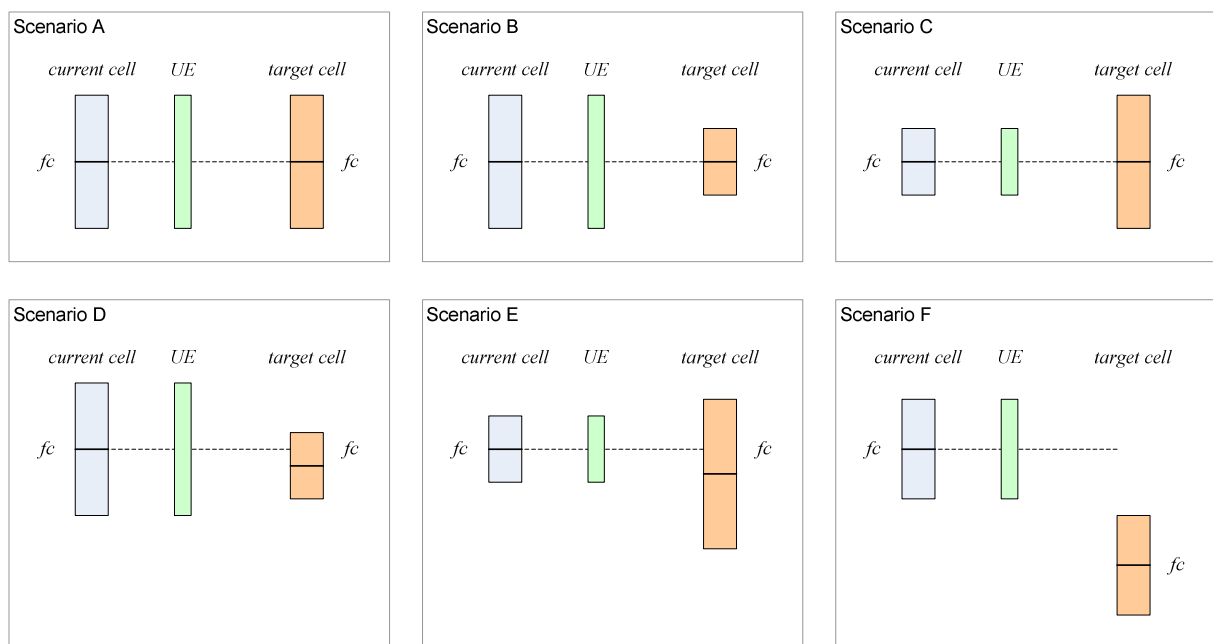 Scenario A
current cell UE target cell
fc fc
Scenario B
current cell UE target cell
fc fc
Scenario C
current cell UE target cell
fc fc
Scenario D
current cell UE target cell
fc fc
Scenario E
current cell UE target cell
fc fc
Scenario F
current cell UE target cell
fc
fc